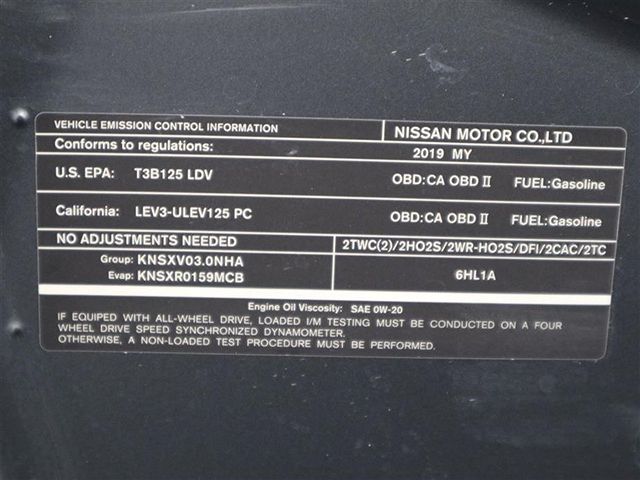 VEHICLE EMISSION CONTROL INFORMATION NISSAN MOTOR CO.,LTD
Conforms to regulations: 2019 MY
U.S. EPA: T3B125 LDV OBD:CA OBD II FUEL:Gasoline
California: LEV3-ULEV125 PC OBD:CA OBD II FUEL:Gasoline
NO ADJUSTMENTS NEEDED 2TWC(2)/2HO2S/2WR-HO2S/DFI/2CAC/2TC
Group: KNSXV03.0NHA
Evap: KNSXR0159MCB 6HL1A
Engine Oil Viscosity: SAE 0W-20
IF EQUIPED WITH ALL-WHEEL DRIVE, LOADED I/M TESTING MUST BE CONDUCTED ON A FOUR
WHEEL DRIVE SPEED SYNCHRONIZED DYNAMOMETER.
OTHERWISE, A NON-LOADED TEST PROCEDURE MUST BE PERFORMED.